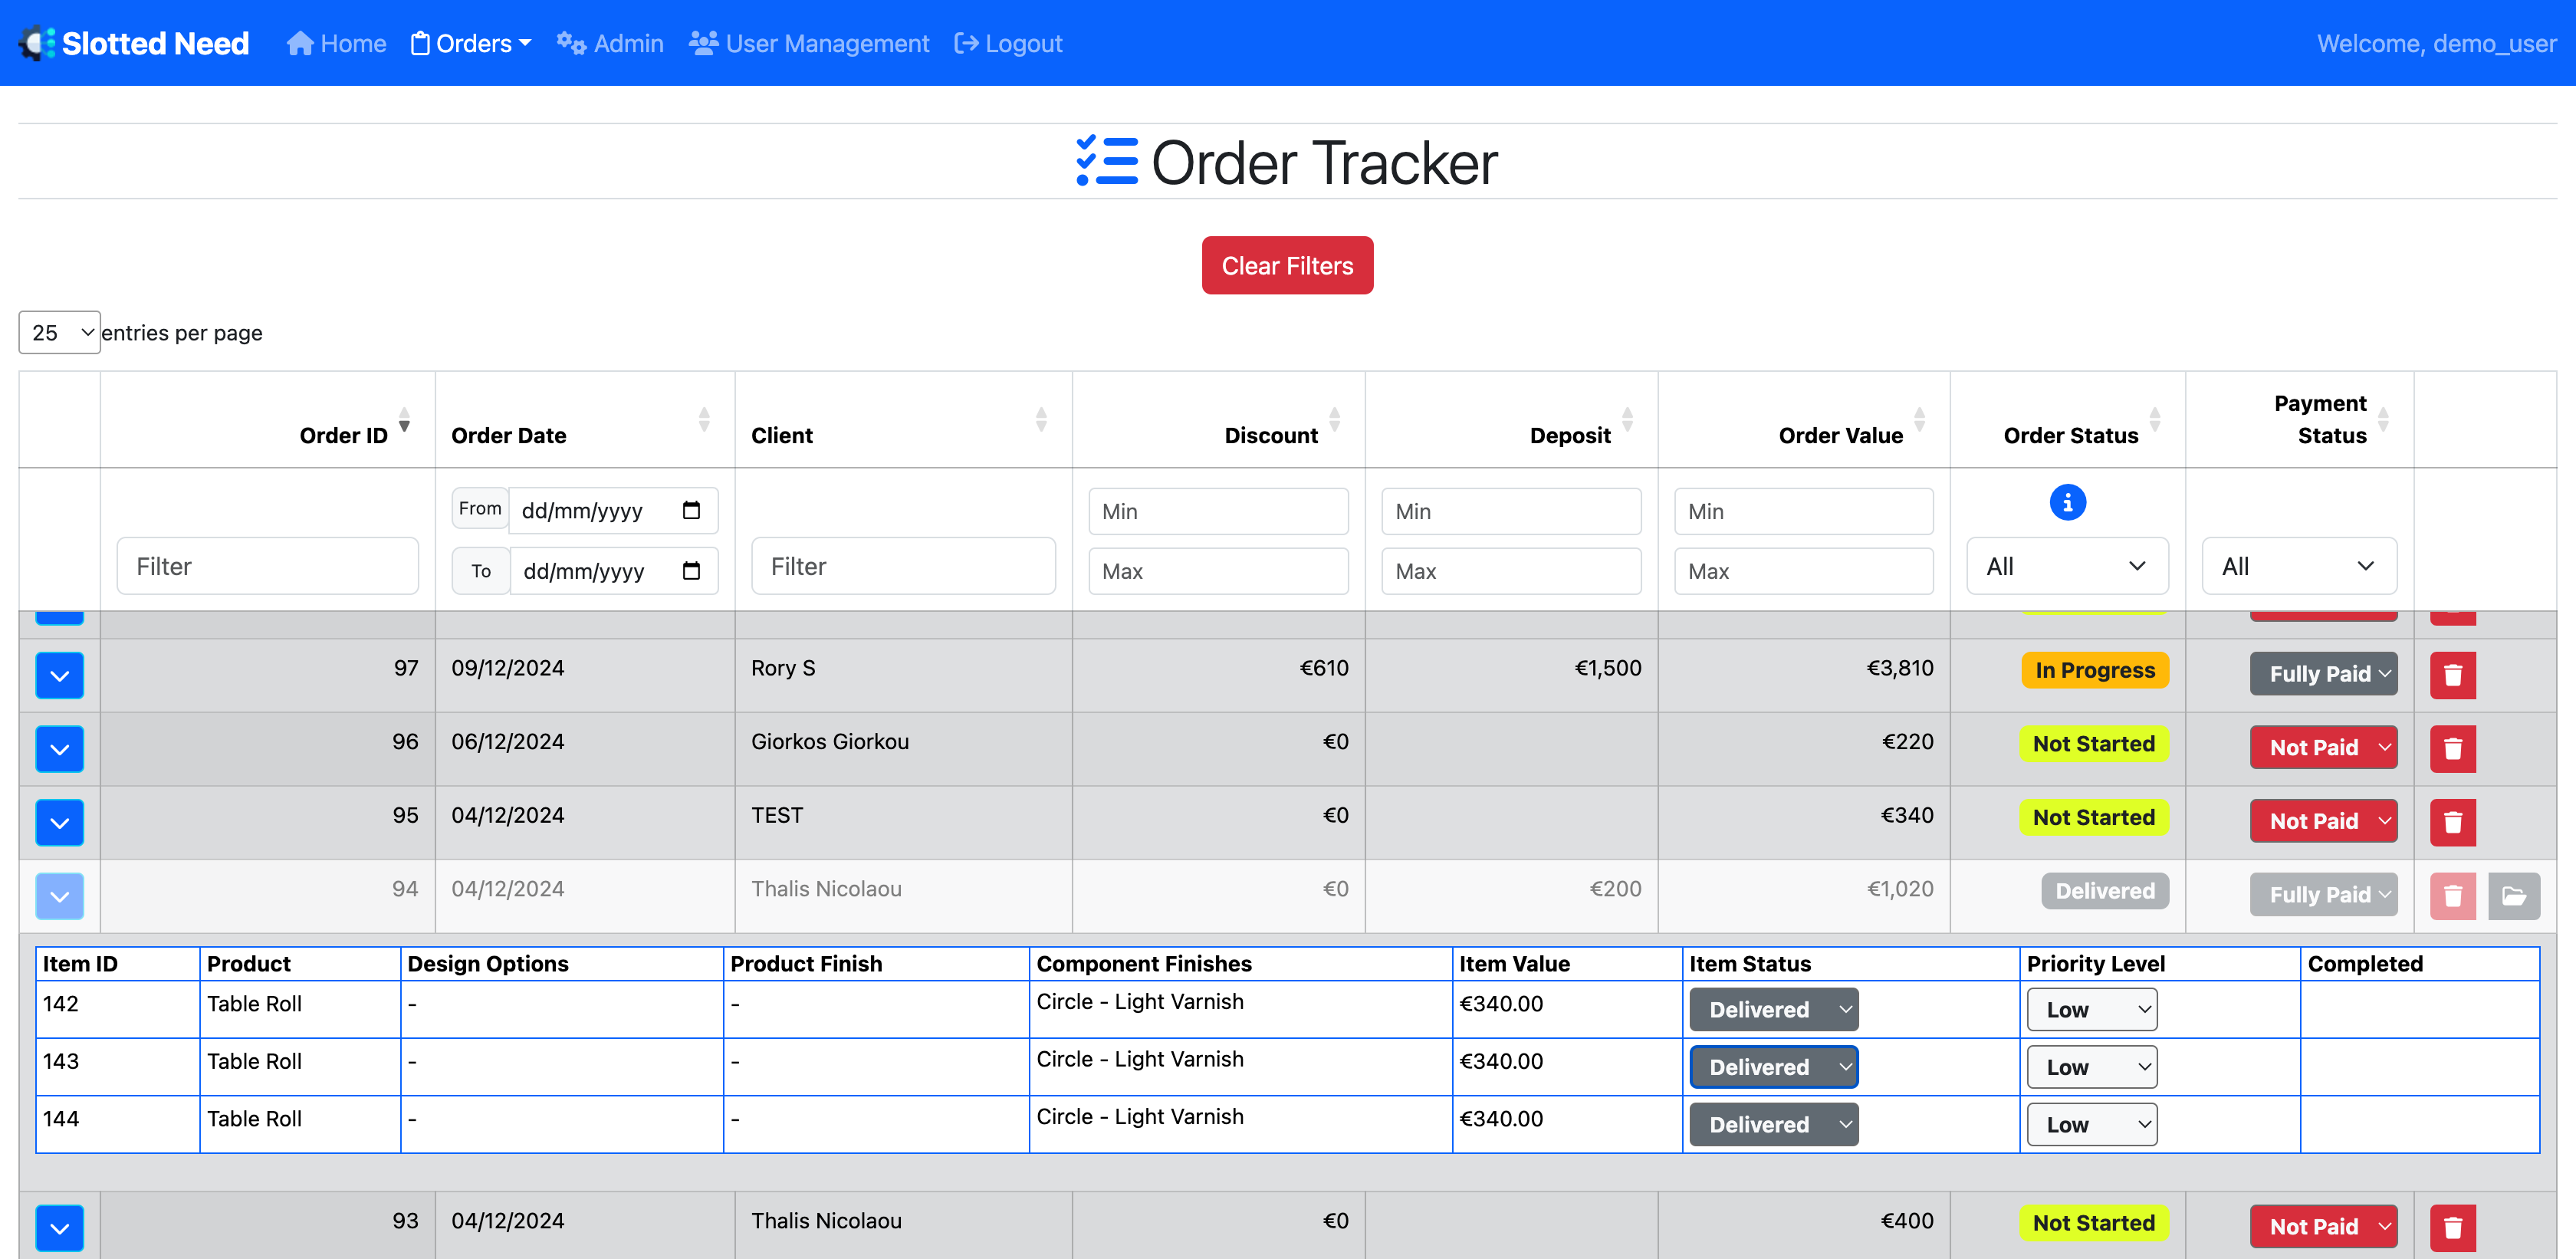 Slotted Need Home Orders Admin User Management Logout Welcome, demo_user
Order Tracker
Clear Filters
25 entries per page
Order ID Order Date Client Discount Deposit Order Value Order Status Payment Status
From dd/mm/yyyy Min Min Min
Filter To dd/mm/yyyy Filter Max Max Max All All
97 09/12/2024 Rory S €610 €1,500 €3,810 In Progress Fully Paid
96 06/12/2024 Giorkos Giorkou €0 €220 Not Started Not Paid
95 04/12/2024 TEST €0 €340 Not Started Not Paid
94 04/12/2024 Thalis Nicolaou €0 €200 €1,020 Delivered Fully Paid
Item ID Product Design Options Product Finish Component Finishes Item Value Item Status Priority Level Completed
142 Table Roll - - Circle - Light Varnish €340.00 Delivered Low
143 Table Roll - - Circle - Light Varnish €340.00 Delivered Low
144 Table Roll - - Circle - Light Varnish €340.00 Delivered Low
93 04/12/2024 Thalis Nicolaou €0 €400 Not Started Not Paid